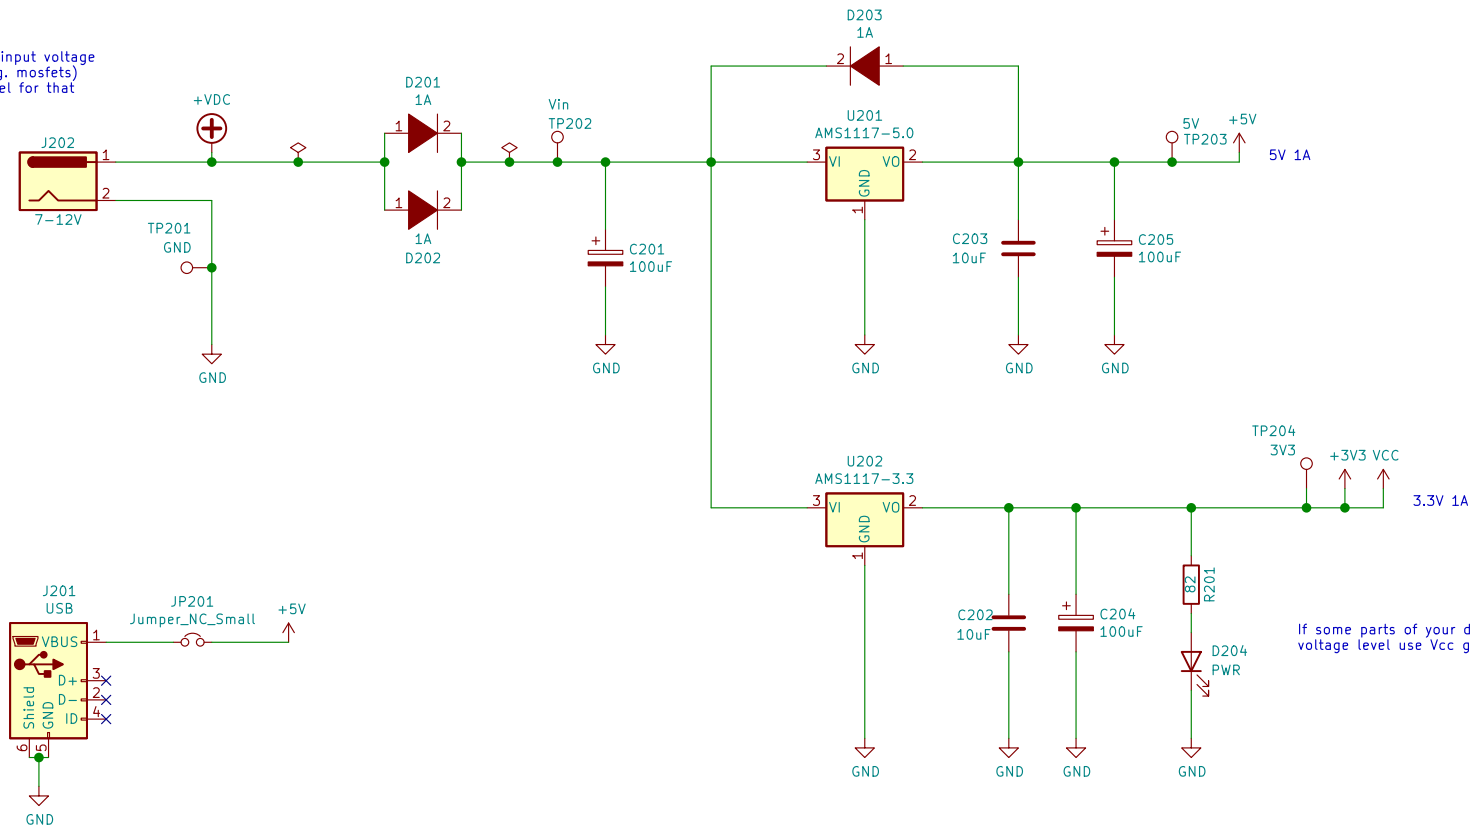 input voltage
g. mosfets)
el for that
J202
1
2
7-12V
+VDC
TP201
GND
GND
D201
1A
1
2
1
2
1A
D202
Vin
TP202
+
C201
100uF
GND
D203
1A
2
1
U201
AMS1117-5.0
3
VI
VO
2
GND
1
GND
C203
10uF
GND
+
C205
100uF
GND
5V
TP203
+5V
5V 1A
U202
AMS1117-3.3
3
VI
VO
2
GND
1
GND
C202
10uF
GND
+
C204
100uF
GND
82
R201
D204
PWR
GND
TP204
3V3
+3V3
VCC
3.3V 1A
If some parts of your d
voltage level use Vcc g
J201
USB
VBUS
1
D+
3
D-
2
ID
4
Shield
GND
6
5
GND
JP201
Jumper_NC_Small
+5V